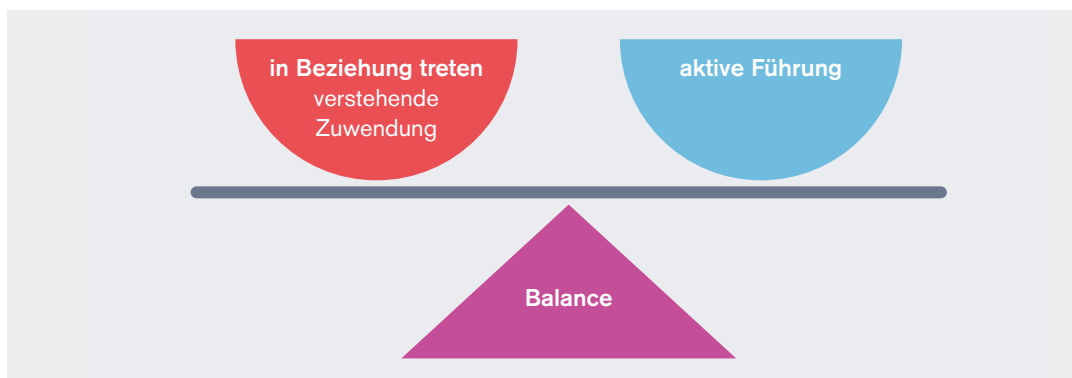 in Beziehung treten
verstehende
Zuwendung
aktive Führung
Balance